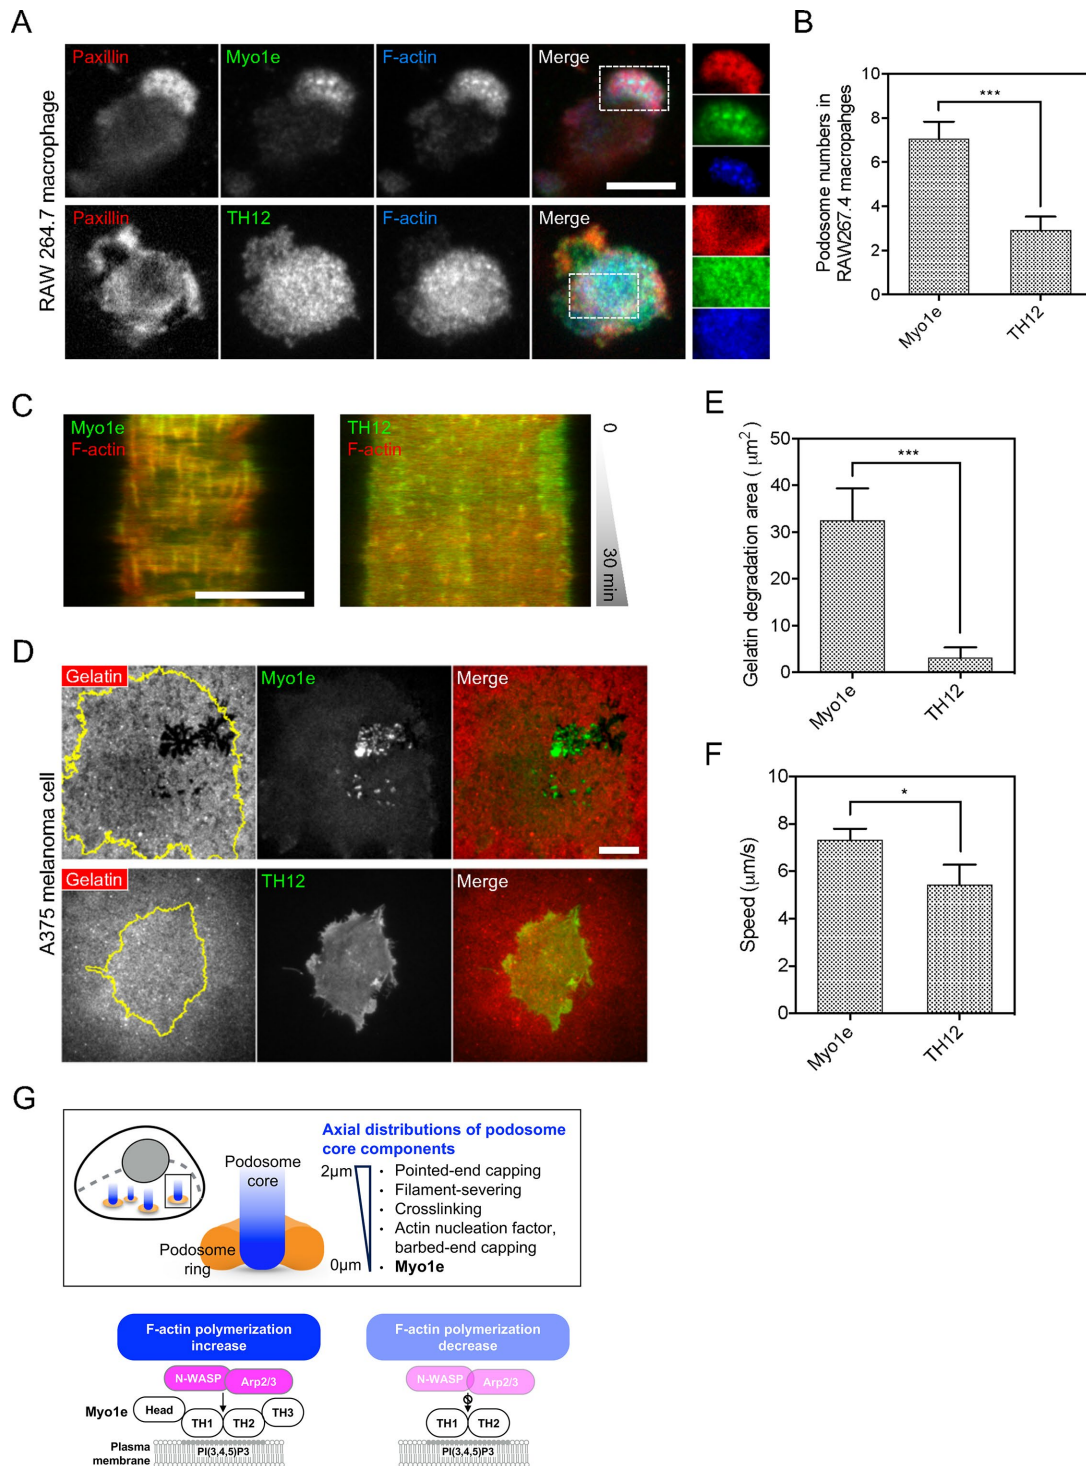 A
RAW 264.7 macrophage
Paxillin
Myo1e
F-actin
Merge
Paxillin
TH12
F-actin
Merge
B
Podosome numbers in
RAW267.4 macropahges
10
8
6
4
2
0
***
Myo1e
TH12
C
Myo1e
F-actin
TH12
F-actin
0
30 min
D
A375 melanoma cell
Gelatin
Myo1e
Merge
Gelatin
TH12
Merge
E
Gelatin degradation area ( μm²)
50
40
30
20
10
0
***
Myo1e
TH12
F
Speed (μm/s)
10
8
6
4
2
0
*
Myo1e
TH12
G
Podosome
core
Podosome
ring
Axial distributions of podosome
core components
2μm
0μm
• Pointed-end capping
• Filament-severing
• Crosslinking
• Actin nucleation factor,
barbed-end capping
• Myo1e
F-actin polymerization
increase
N-WASP
Arp2/3
Myo1e
Head
TH1
TH2
TH3
Plasma
membrane
PI(3,4,5)P3
F-actin polymerization
decrease
N-WASP
Arp2/3
TH1
TH2
PI(3,4,5)P3